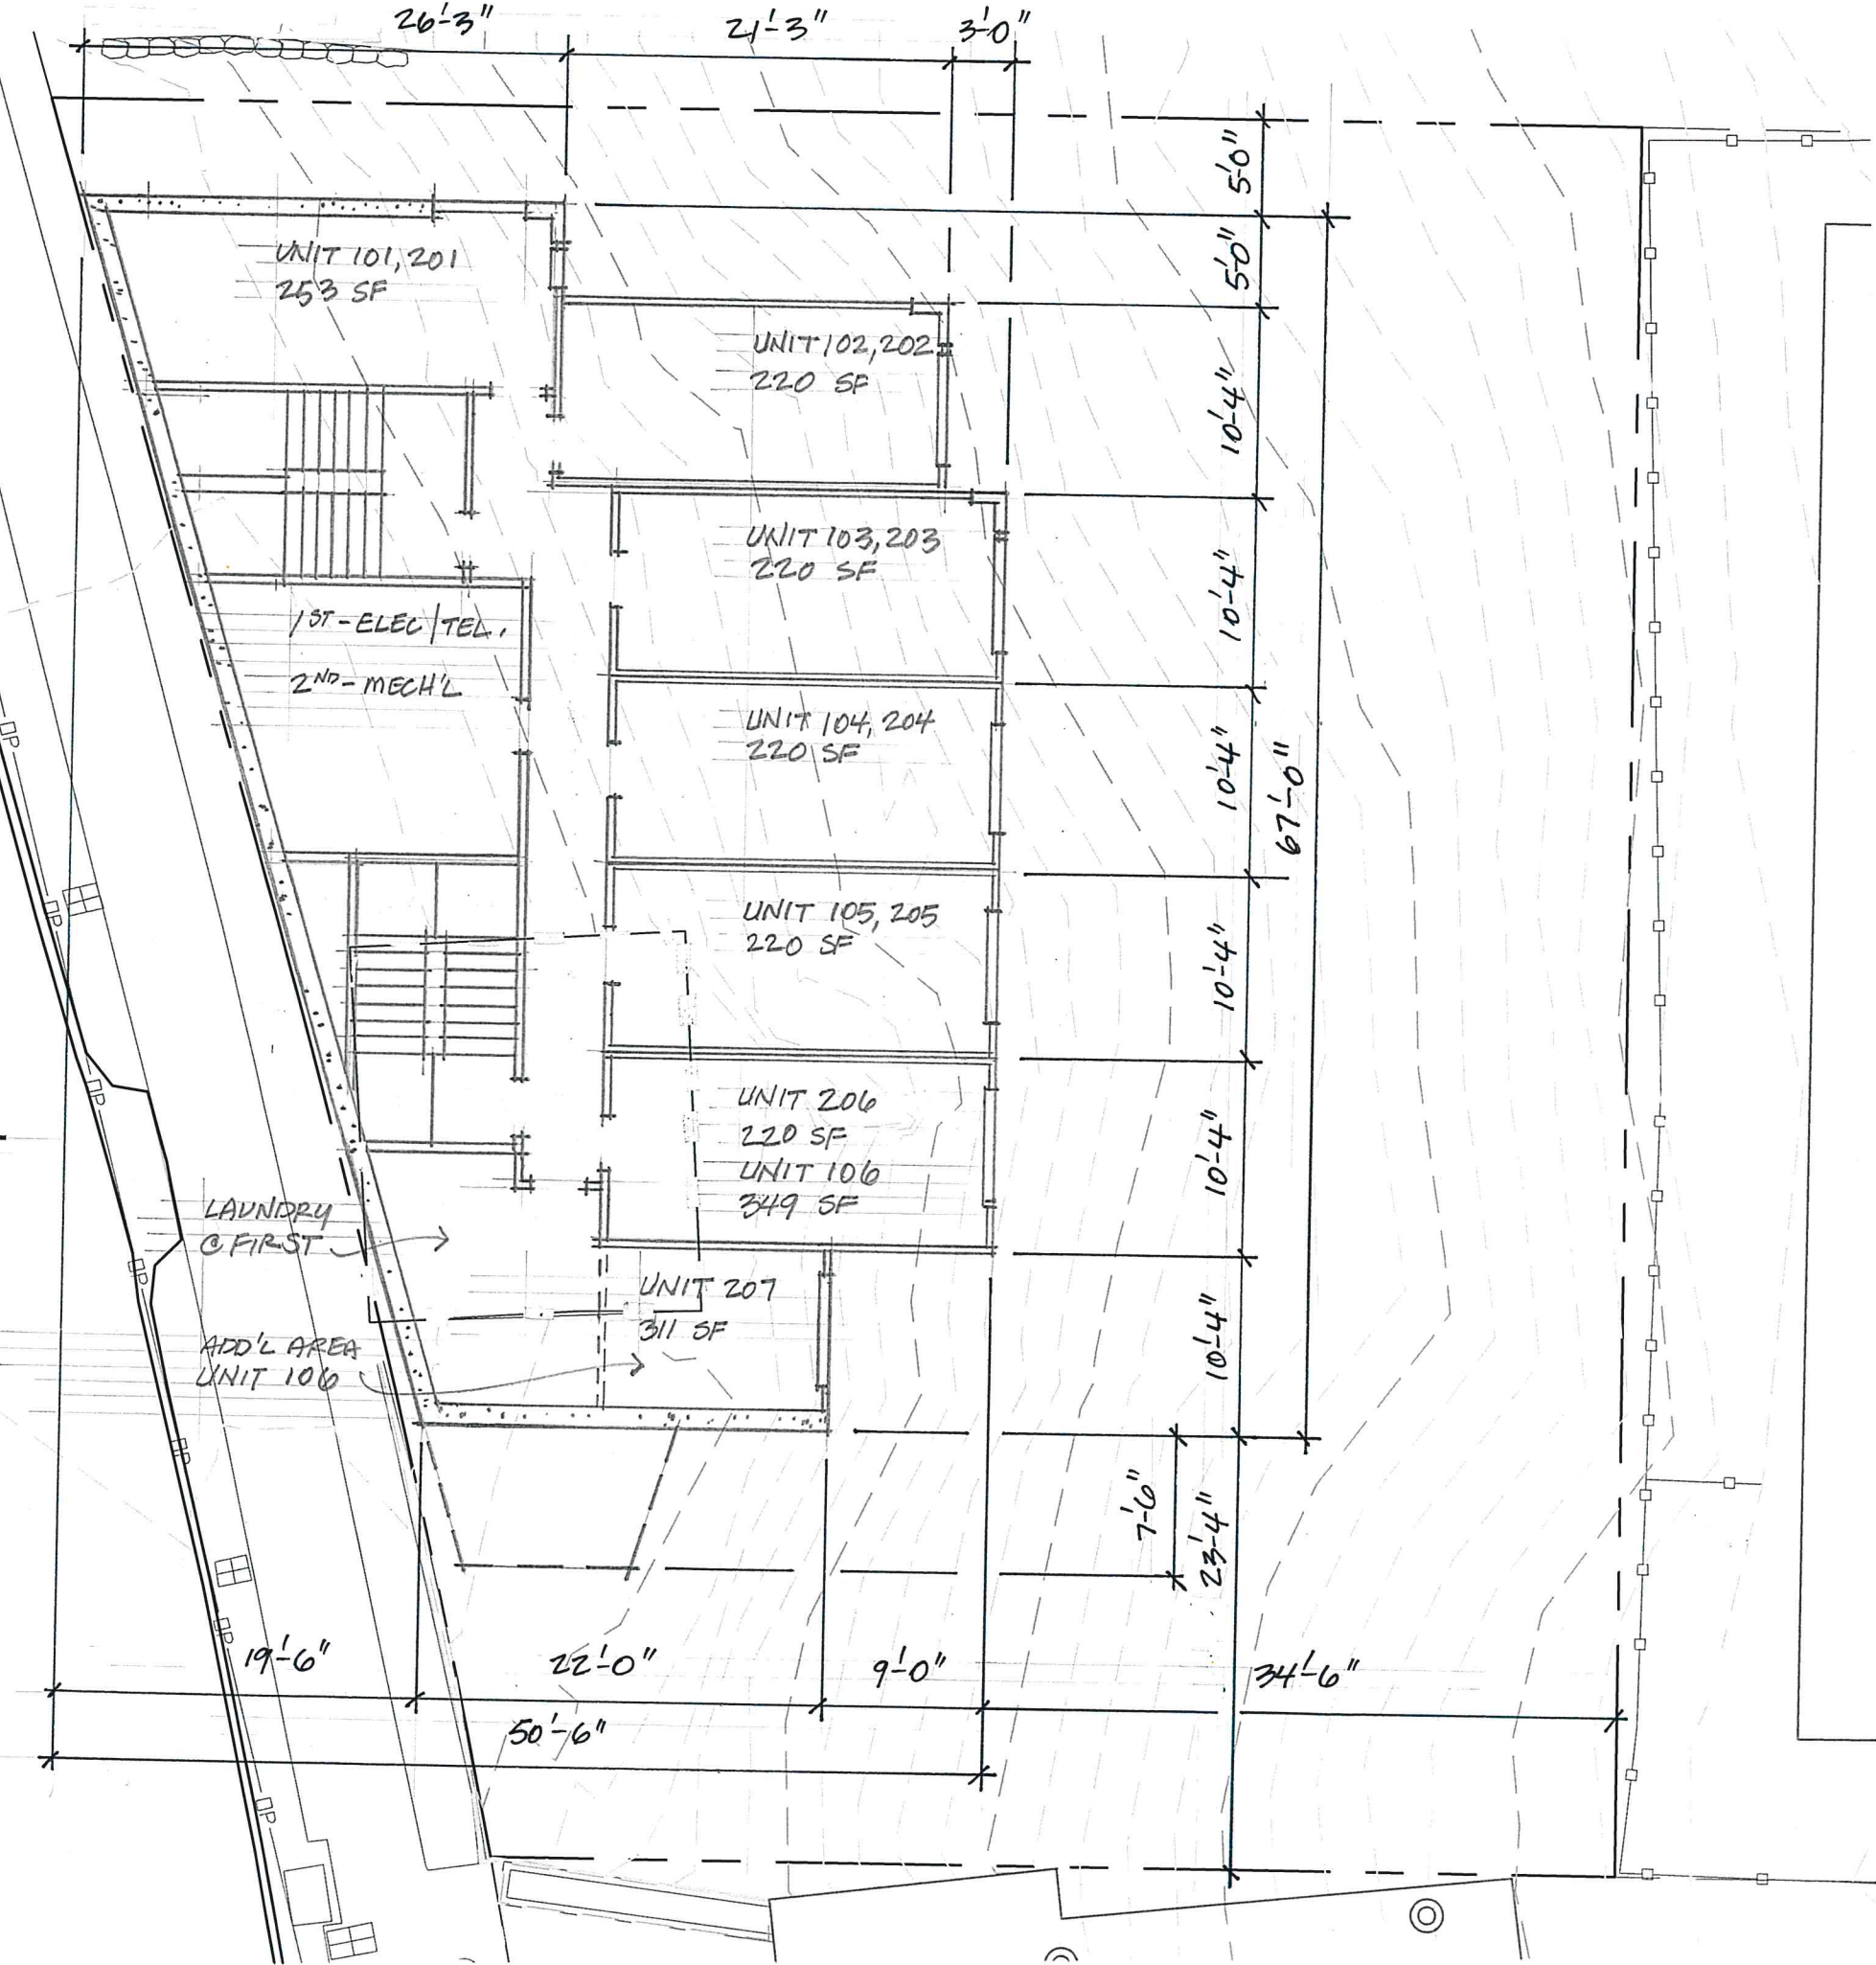 26'-3"
21'-3"
3'-0"
5'-0"
5'-0"
UNIT 101, 201
253 SF
UNIT 102, 202
220 SF
10'-4"
UNIT 103, 203
220 SF
10'-4"
1ST - ELEC/TEL.
2ND - MECH'L
UNIT 104, 204
220 SF
10'-4"
67'-0"
UNIT 105, 205
220 SF
10'-4"
UNIT 206
220 SF
UNIT 106
349 SF
10'-4"
LAUNDRY
@ FIRST
UNIT 207
311 SF
10'-4"
ADD'L AREA
UNIT 106
7'-6"
23'-4"
19'-6"
22'-0"
9'-0"
34'-6"
50'-6"